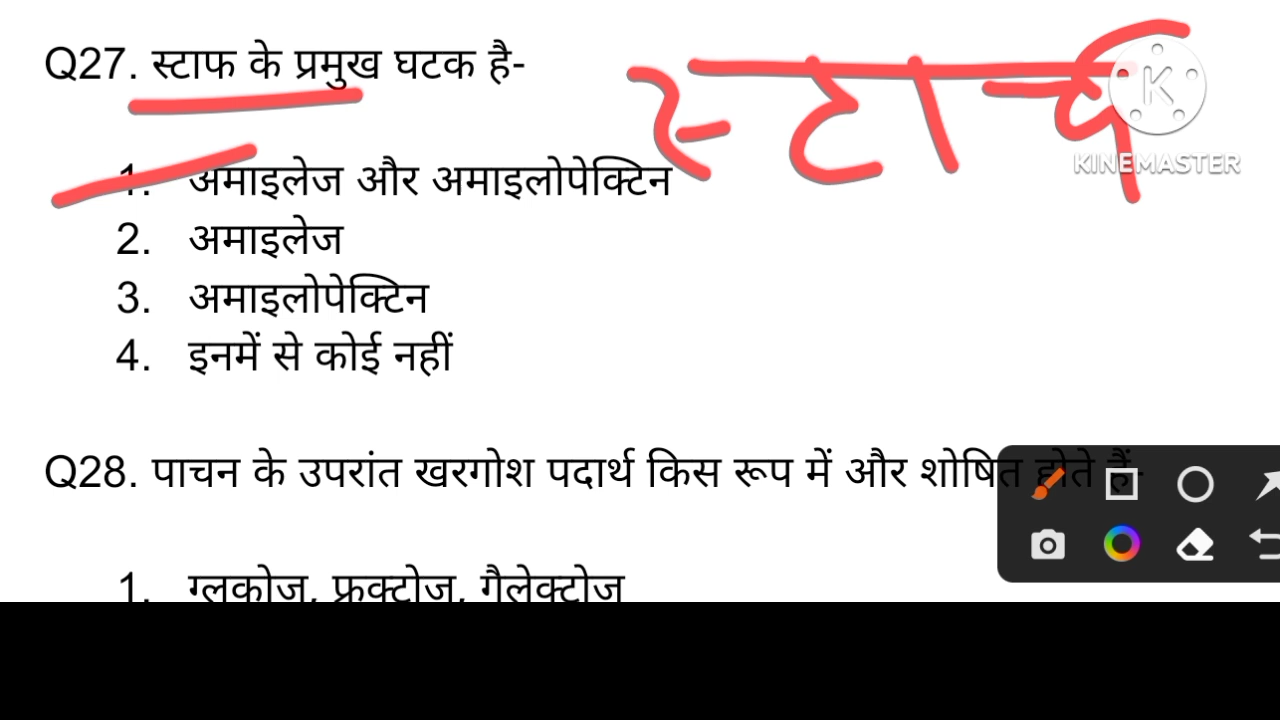 Q27. स्टाफ के प्रमुख घटक है-
स्टार्च
KINEMASTER
1. अमाइलेज और अमाइलोपेक्टिन
2. अमाइलेज
3. अमाइलोपेक्टिन
4. इनमें से कोई नहीं
Q28. पाचन के उपरांत खरगोश पदार्थ किस रूप में और शोषित होते हैं-
1. ग्लूकोज, फ्रक्टोज, गैलेक्टोज